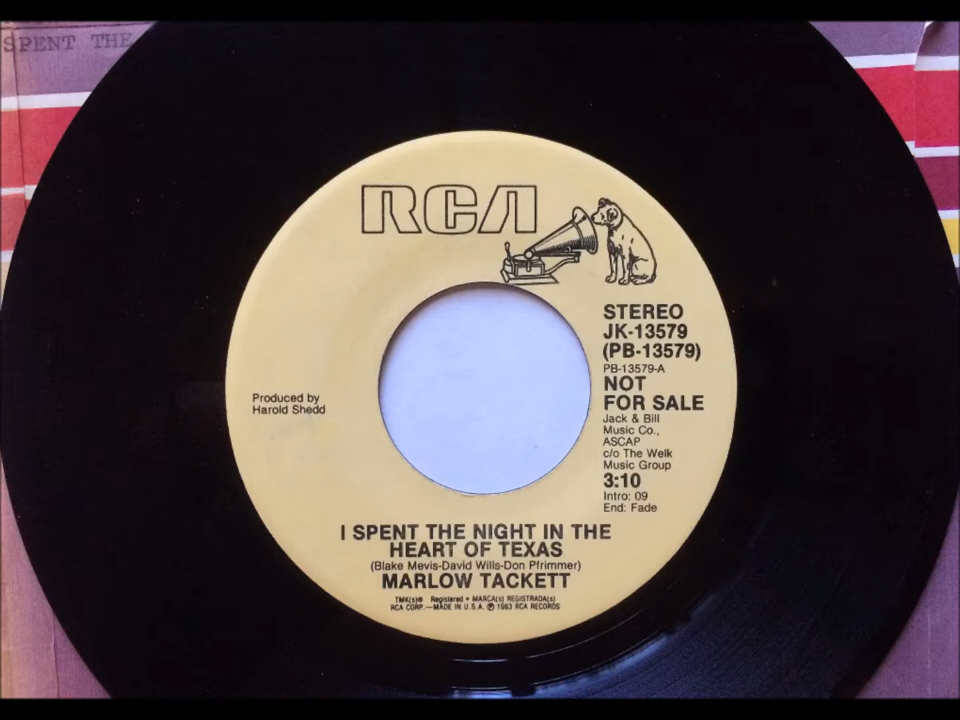 SPENT THE
RCA
STEREO
JK-13579
(PB-13579)
PB-13579-A
NOT
FOR SALE
Jack & Bill
Music Co.,
ASCAP
c/o The Welk
Music Group
3:10
Intro: 09
End: Fade
Produced by
Harold Shedd
I SPENT THE NIGHT IN THE
HEART OF TEXAS
(Blake Mevis-David Wills-Don Pfrimmer)
MARLOW TACKETT
TMK(s)® Registered • MARCA(s) REGISTRADA(s)
RCA CORP.—MADE IN U.S.A. ℗ 1983 RCA RECORDS